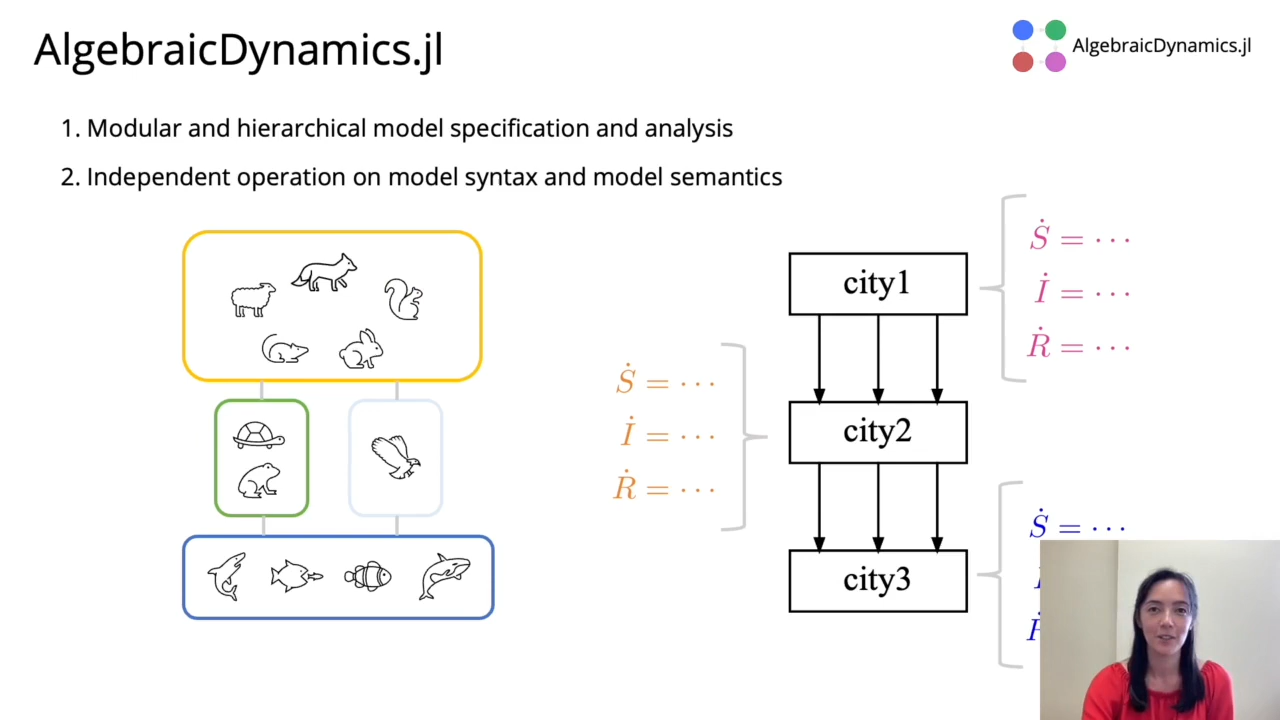 AlgebraicDynamics.jl
AlgebraicDynamics.jl
1. Modular and hierarchical model specification and analysis
2. Independent operation on model syntax and model semantics
Ṡ = ···
İ = ···
Ṙ = ···
city1
Ṡ = ···
İ = ···
Ṙ = ···
city2
city3
Ṡ = ···